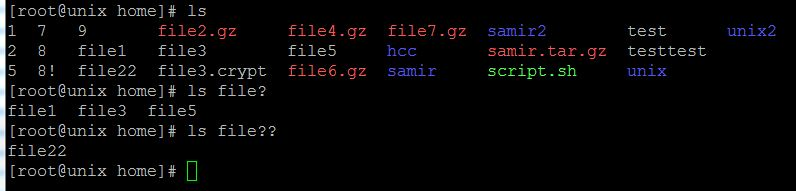 [root@unix home]# ls
1 7 9 file2.gz file4.gz file7.gz samir2 test unix2
2 8 file1 file3 file5 hcc samir.tar.gz testtest
5 8! file22 file3.crypt file6.gz samir script.sh unix
[root@unix home]# ls file?
file1 file3 file5
[root@unix home]# ls file??
file22
[root@unix home]#